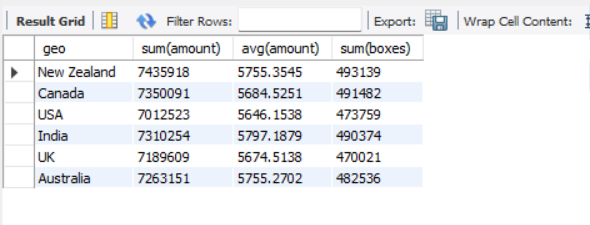 Result Grid Filter Rows: Export: Wrap Cell Content:
geo sum(amount) avg(amount) sum(boxes)
New Zealand 7435918 5755.3545 493139
Canada 7350091 5684.5251 491482
USA 7012523 5646.1538 473759
India 7310254 5797.1879 490374
UK 7189609 5674.5138 470021
Australia 7263151 5755.2702 482536